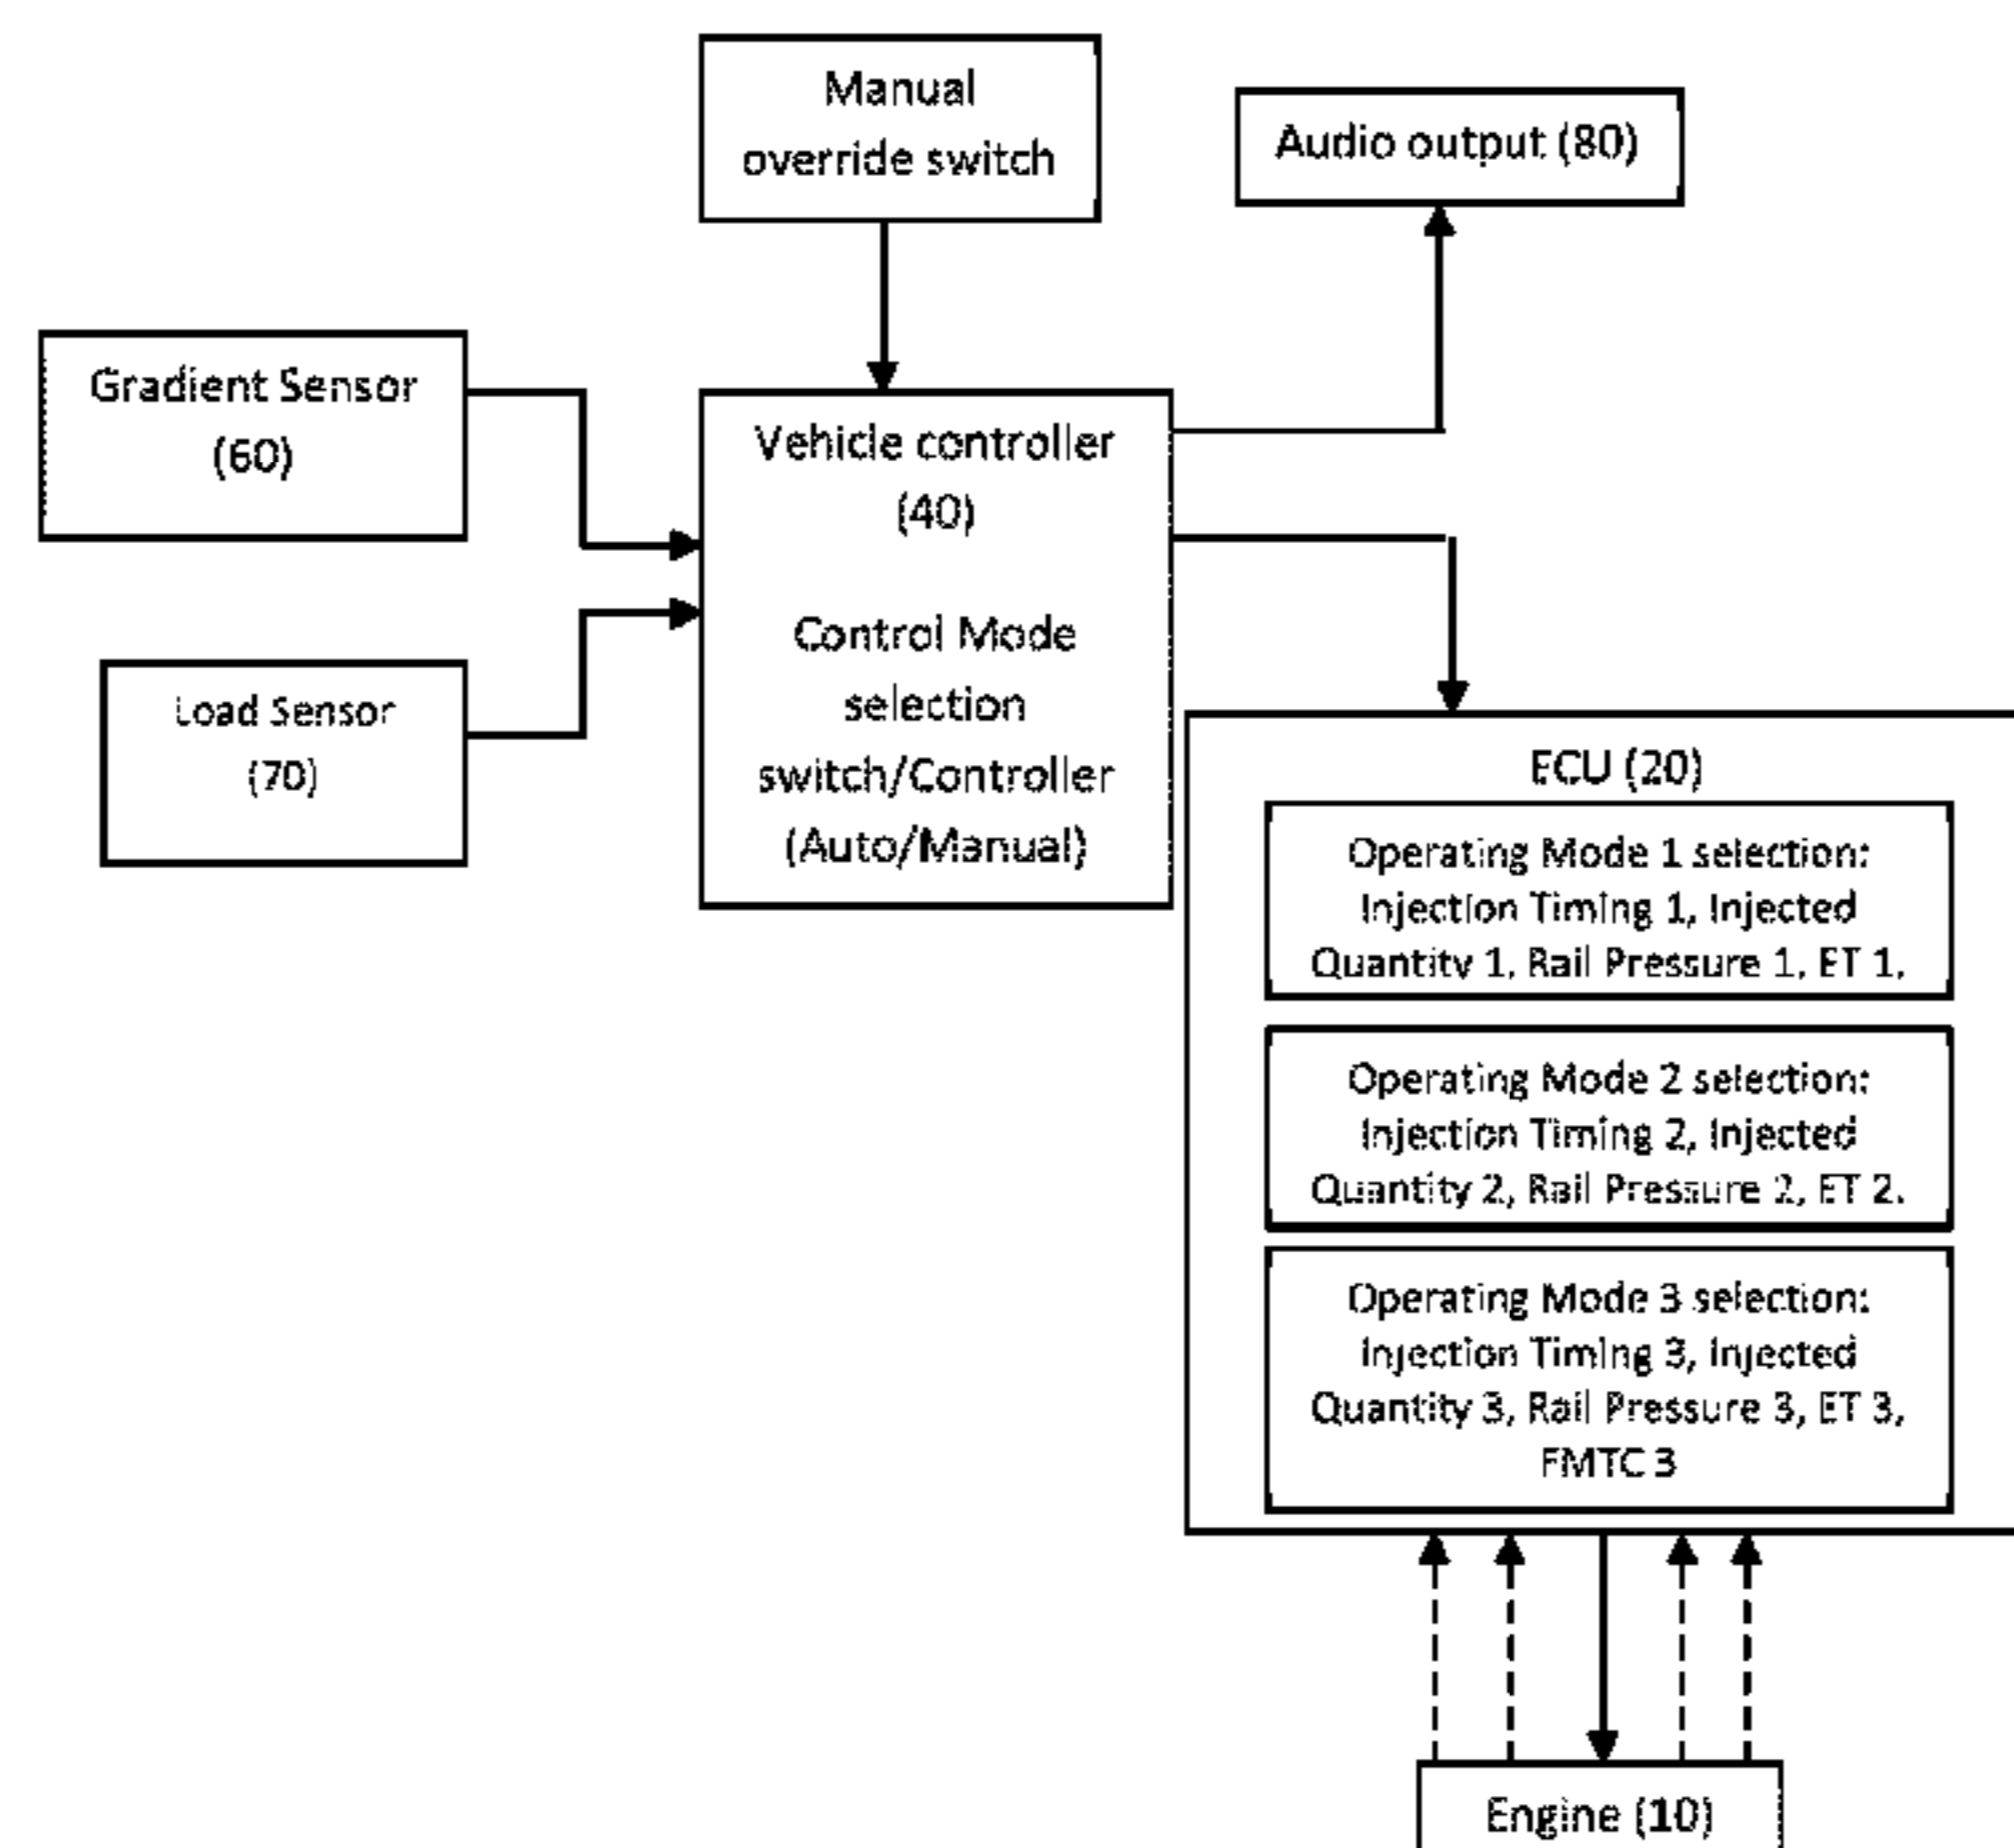 Manual
override switch
Audio output (80)
Gradient Sensor
(60)
Vehicle controller
(40)
Control Mode
selection
switch/Controller
(Auto/Manual)
Load Sensor
(70)
ECU (20)
Operating Mode 1 selection:
Injection Timing 1, Injected
Quantity 1, Rail Pressure 1, ET 1,
Operating Mode 2 selection:
Injection Timing 2, Injected
Quantity 2, Rail Pressure 2, ET 2,
Operating Mode 3 selection:
Injection Timing 3, Injected
Quantity 3, Rail Pressure 3, ET 3,
FMTC 3
Engine (10)